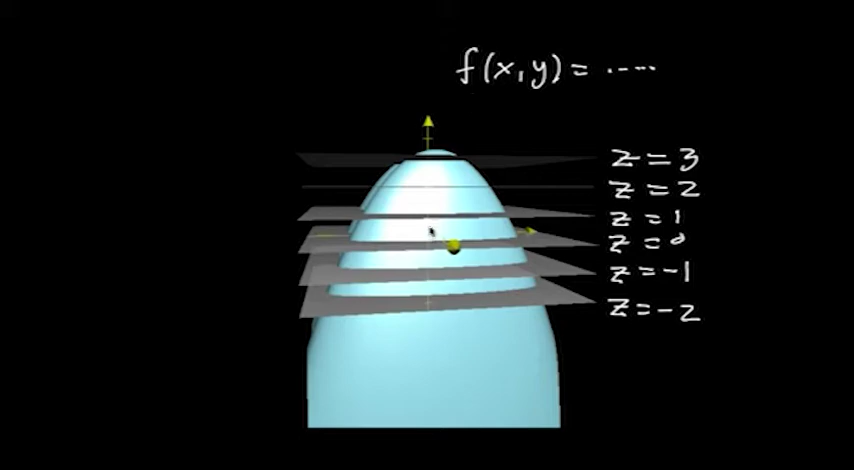 f(x,y) = .....
z = 3
z = 2
z = 1
z = 0
z = -1
z = -2